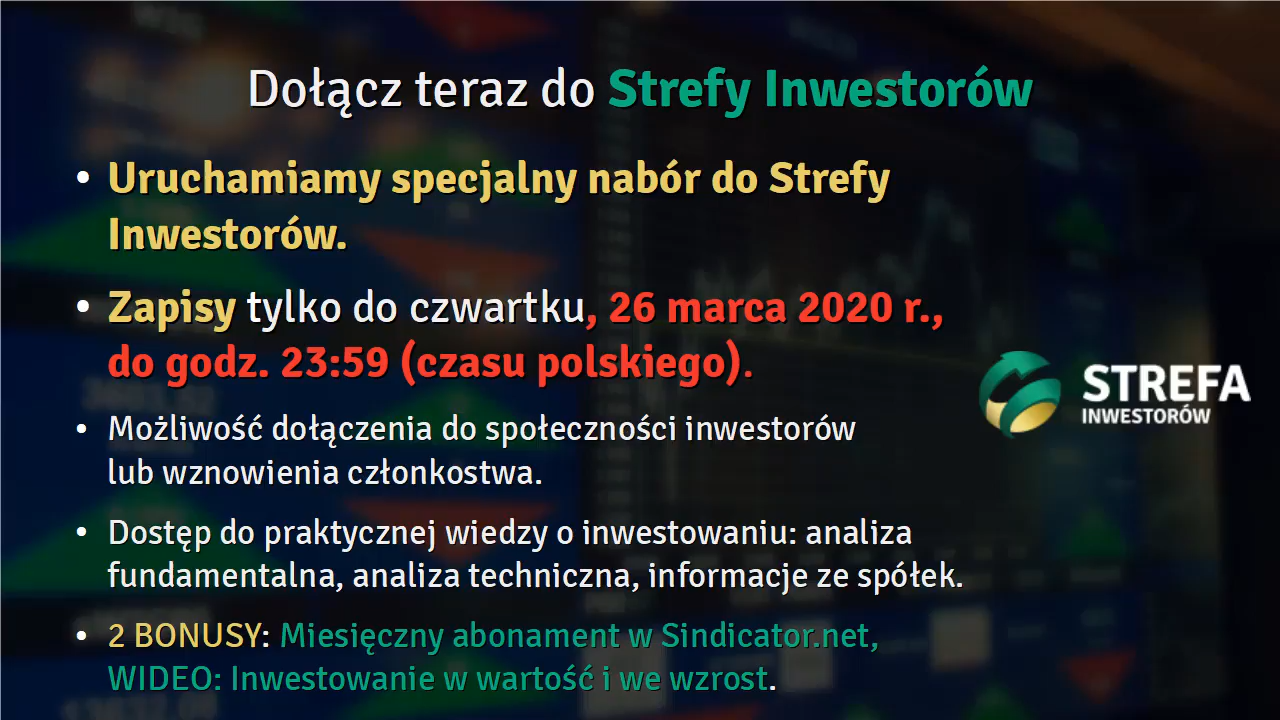 Dołącz teraz do Strefy Inwestorów
• Uruchamiamy specjalny nabór do Strefy
Inwestorów.
• Zapisy tylko do czwartku, 26 marca 2020 r.,
do godz. 23:59 (czasu polskiego).
• Możliwość dołączenia do społeczności inwestorów
lub wznowienia członkostwa.
• Dostęp do praktycznej wiedzy o inwestowaniu: analiza
fundamentalna, analiza techniczna, informacje ze spółek.
• 2 BONUSY: Miesięczny abonament w Sindicator.net,
WIDEO: Inwestowanie w wartość i we wzrost.
STREFA
INWESTORÓW